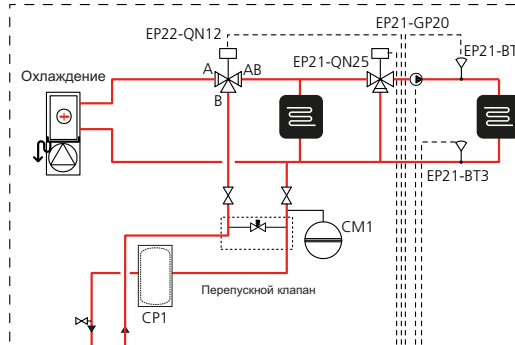 EP22-QN12
EP21-GP20
EP21-QN25
EP21-BT
Охлаждение
A
AB
B
EP21-BT3
CM1
Перепускной клапан
CP1